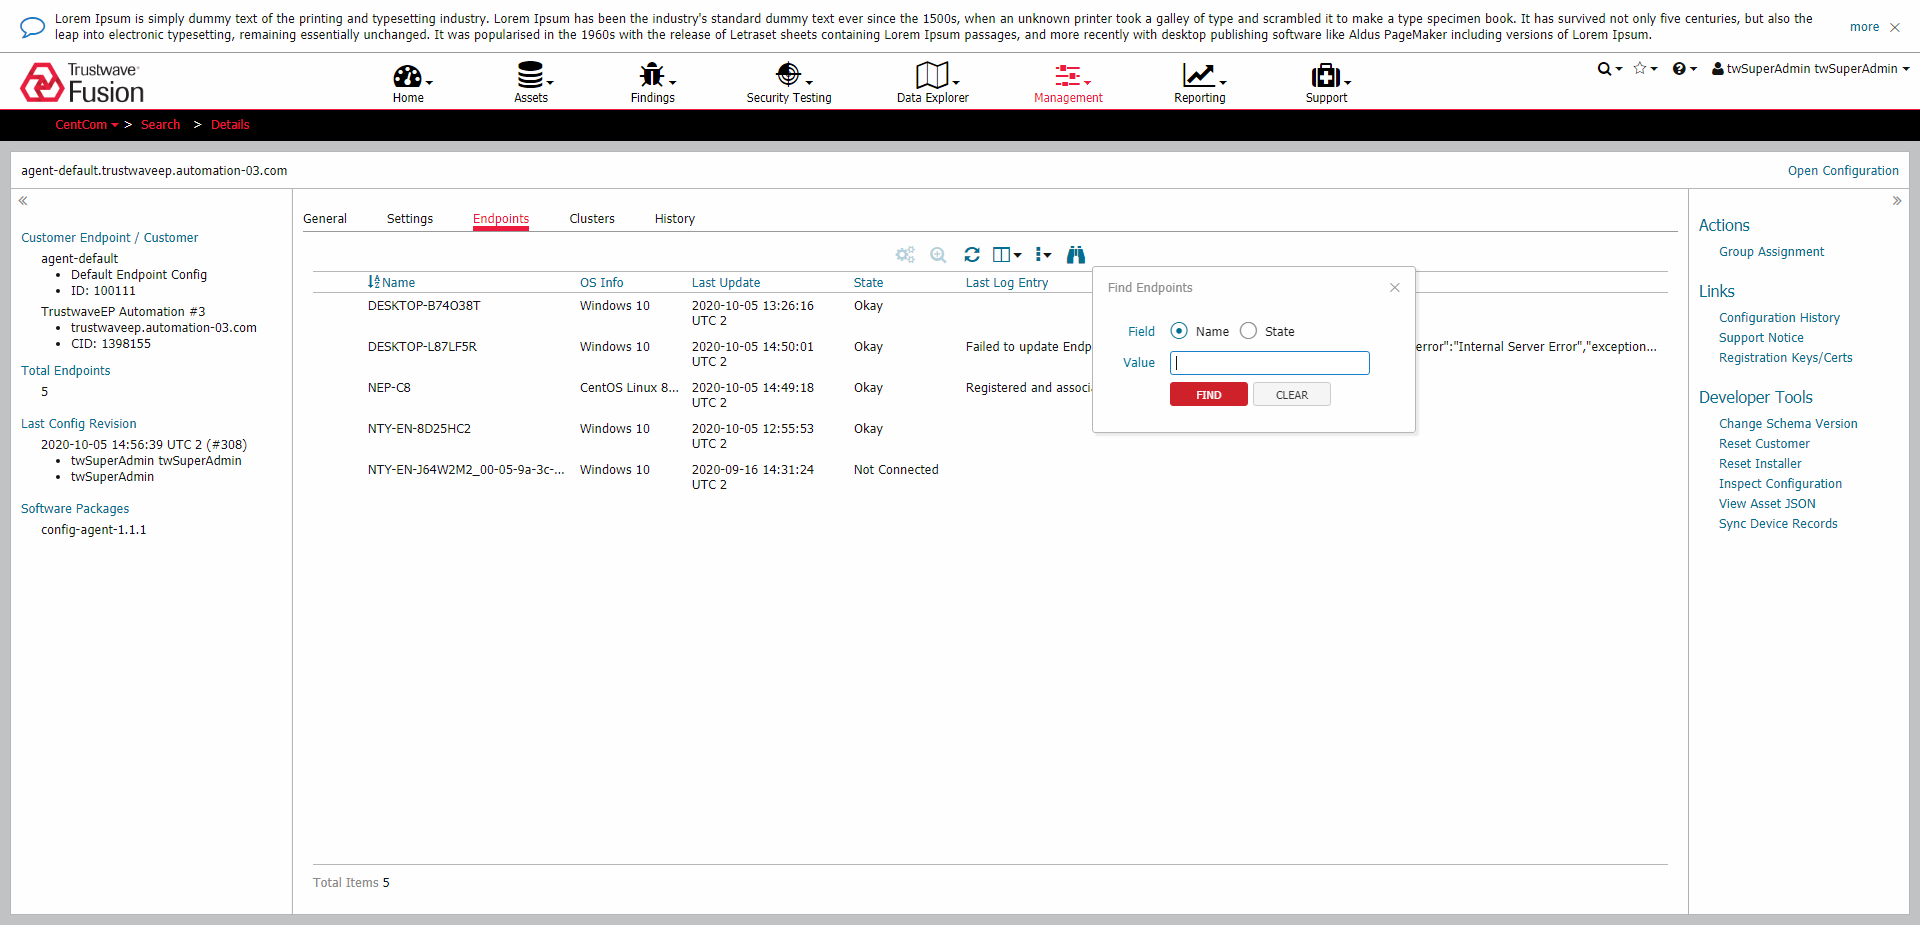 Lorem Ipsum is simply dummy text of the printing and typesetting industry. Lorem Ipsum has been the industry's standard dummy text ever since the 1500s, when an unknown printer took a galley of type and scrambled it to make a type specimen book. It has survived not only five centuries, but also the
leap into electronic typesetting, remaining essentially unchanged. It was popularised in the 1960s with the release of Letraset sheets containing Lorem Ipsum passages, and more recently with desktop publishing software like Aldus PageMaker including versions of Lorem Ipsum.
more
Trustwave
Fusion
Home
Assets
Findings
Security Testing
Data Explorer
Management
Reporting
Support
twSuperAdmin twSuperAdmin
CentCom > Search > Details
agent-default.trustwaveep.automation-03.com
Open Configuration
Customer Endpoint / Customer
agent-default
• Default Endpoint Config
• ID: 100111
TrustwaveEP Automation #3
• trustwaveep.automation-03.com
• CID: 1398155
Total Endpoints
5
Last Config Revision
2020-10-05 14:56:39 UTC 2 (#308)
• twSuperAdmin twSuperAdmin
• twSuperAdmin
Software Packages
config-agent-1.1.1
General Settings Endpoints Clusters History
Name OS Info Last Update State Last Log Entry
DESKTOP-B74O38T Windows 10 2020-10-05 13:26:16 Okay
UTC 2
DESKTOP-L87LF5R Windows 10 2020-10-05 14:50:01 Okay Failed to update Endp error":"Internal Server Error","exception...
UTC 2
NEP-C8 CentOS Linux 8... 2020-10-05 14:49:18 Okay Registered and associ
UTC 2
NTY-EN-8D25HC2 Windows 10 2020-10-05 12:55:53 Okay
UTC 2
NTY-EN-J64W2M2_00-05-9a-3c-... Windows 10 2020-09-16 14:31:24 Not Connected
UTC 2
Find Endpoints
Field Name State
Value
FIND CLEAR
Total Items 5
Actions
Group Assignment
Links
Configuration History
Support Notice
Registration Keys/Certs
Developer Tools
Change Schema Version
Reset Customer
Reset Installer
Inspect Configuration
View Asset JSON
Sync Device Records